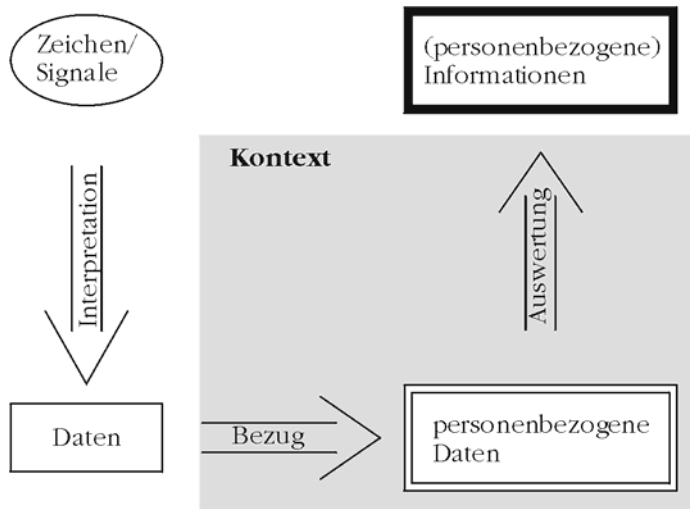 Zeichen/
Signale
(personenbezogene)
Informationen
Kontext
Interpretation
Auswertung
Daten
Bezug
personenbezogene
Daten